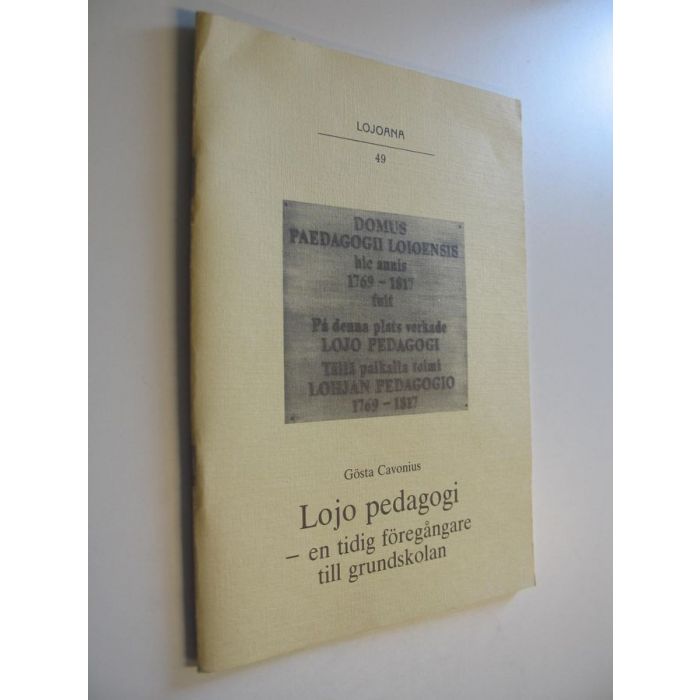 LOJOANA
49
DOMUS
PAEDAGOGII LOIOENSIS
hic annis
1769 - 1817
fuit
På denna plats verkade
LOJO PEDAGOGI
Tällä paikalla toimi
LOHJAN PEDAGOGIO
1769 - 1817
Gösta Cavonius
Lojo pedagogi
– en tidig föregångare
till grundskolan